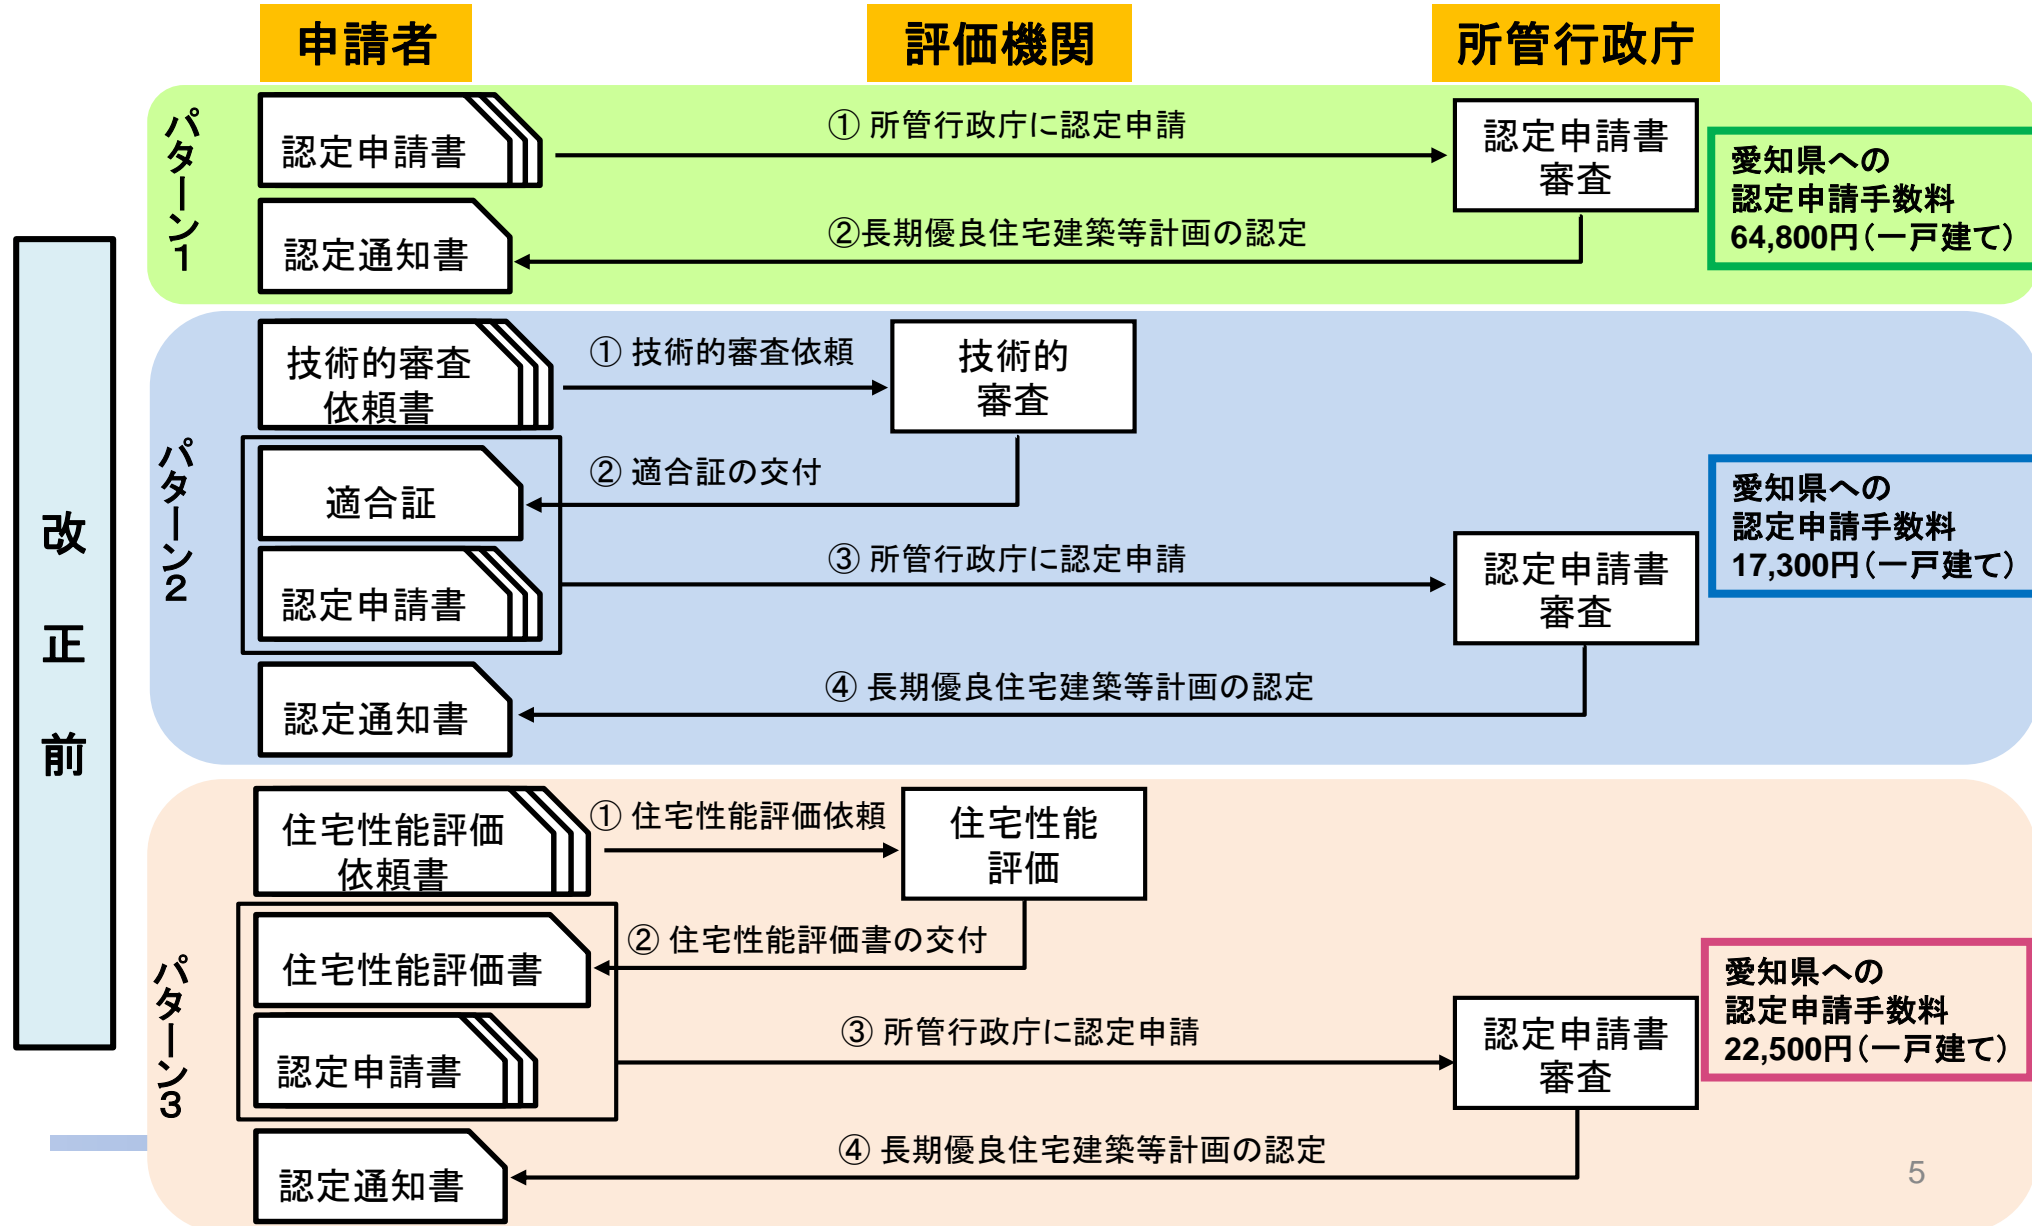 申請者
評価機関
所管行政庁
改正前
パターン1
認定申請書
① 所管行政庁に認定申請
認定申請書
審査
②長期優良住宅建築等計画の認定
認定通知書
愛知県への
認定申請手数料
64,800円（一戸建て）
パターン2
技術的審査
依頼書
① 技術的審査依頼
技術的
審査
② 適合証の交付
適合証
認定申請書
③ 所管行政庁に認定申請
認定申請書
審査
④ 長期優良住宅建築等計画の認定
認定通知書
愛知県への
認定申請手数料
17,300円（一戸建て）
パターン3
住宅性能評価
依頼書
① 住宅性能評価依頼
住宅性能
評価
② 住宅性能評価書の交付
住宅性能評価書
認定申請書
③ 所管行政庁に認定申請
認定申請書
審査
④ 長期優良住宅建築等計画の認定
認定通知書
愛知県への
認定申請手数料
22,500円（一戸建て）
5